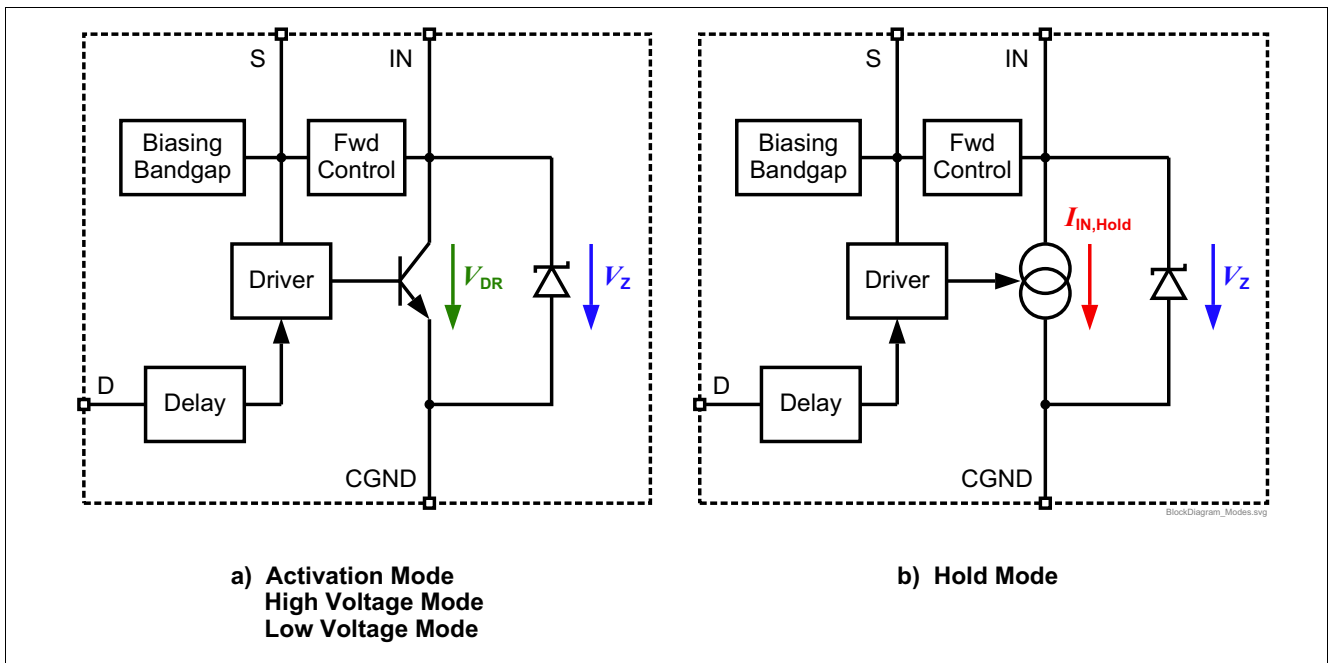 S
IN
Biasing
Bandgap
Fwd
Control
Driver
V_DR
V_Z
D
Delay
CGND
a) Activation Mode
High Voltage Mode
Low Voltage Mode
S
IN
Biasing
Bandgap
Fwd
Control
I_IN,Hold
Driver
V_Z
D
Delay
CGND
BlockDiagram_Modes.svg
b) Hold Mode